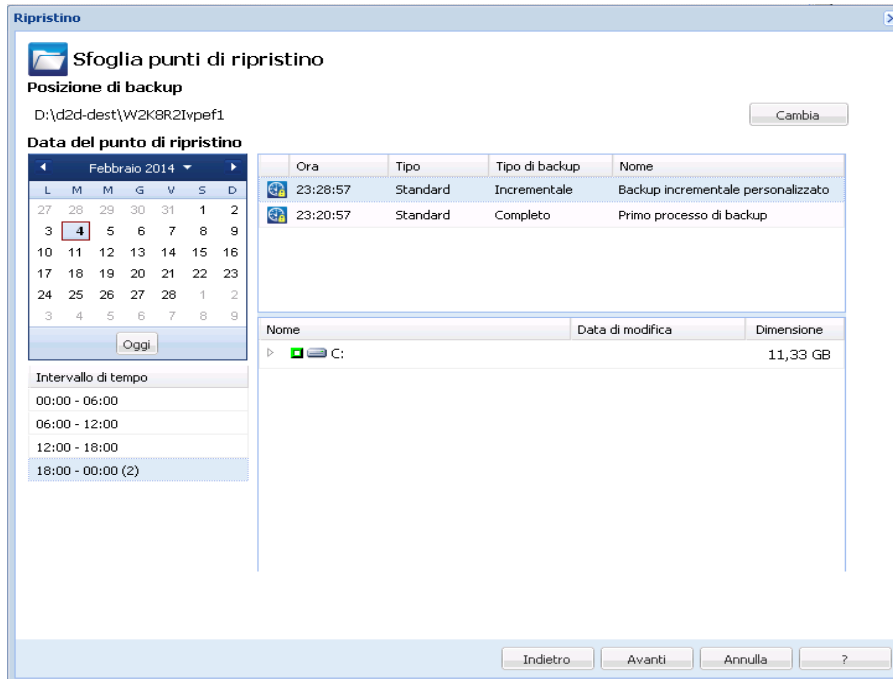 Ripristino
Sfoglia punti di ripristino
Posizione di backup
D:\d2d-dest\W2K8R2Ivpef1
Cambia
Data del punto di ripristino
Febbraio 2014
L M M G V S D
27 28 29 30 31 1 2
3 4 5 6 7 8 9
10 11 12 13 14 15 16
17 18 19 20 21 22 23
24 25 26 27 28 1 2
3 4 5 6 7 8 9
Oggi
Intervallo di tempo
00:00 - 06:00
06:00 - 12:00
12:00 - 18:00
18:00 - 00:00 (2)
Ora Tipo Tipo di backup Nome
23:28:57 Standard Incrementale Backup incrementale personalizzato
23:20:57 Standard Completo Primo processo di backup
Nome Data di modifica Dimensione
C: 11,33 GB
Indietro Avanti Annulla ?